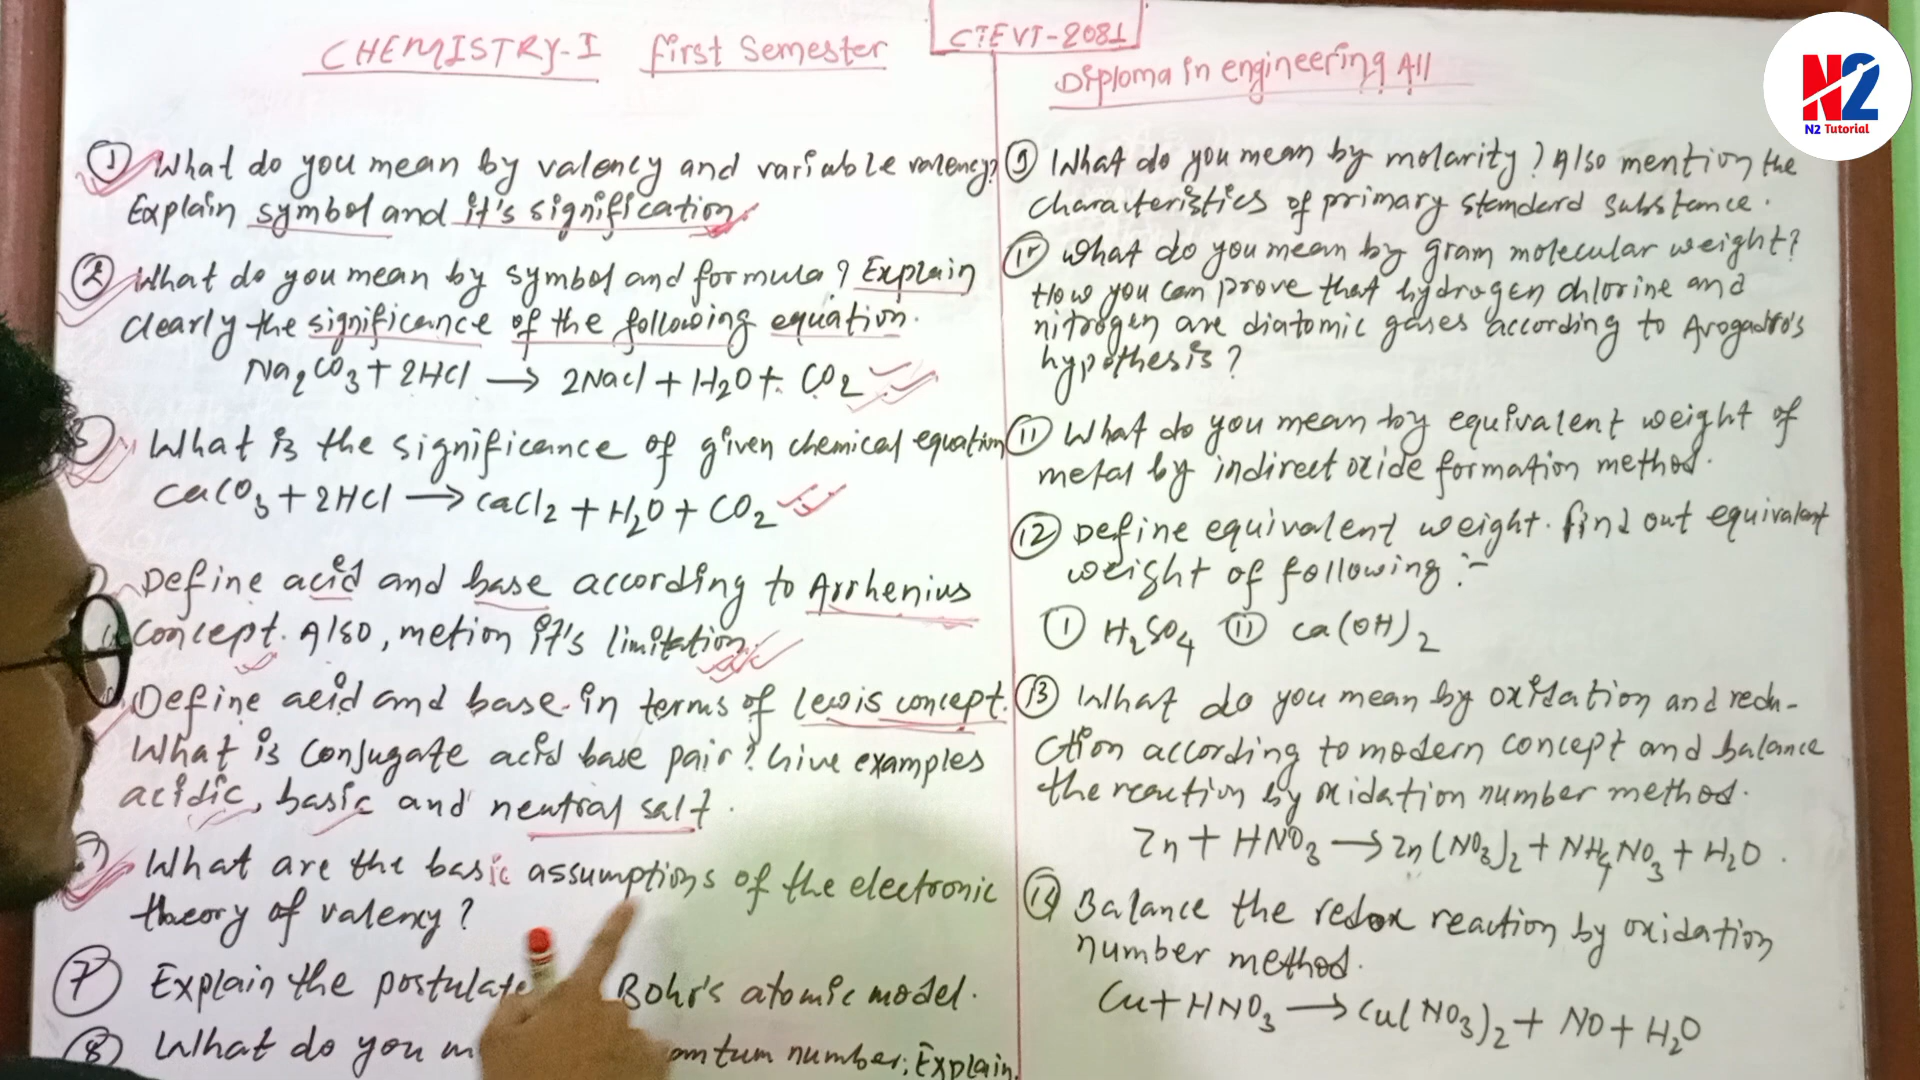 CHEMISTRY-I first Semester
CTEVT-2081
Diploma in engineering All
N2
N2 Tutorial
① What do you mean by valency and variable valency?
Explain symbol and it's signification.
② What do you mean by symbol and formula? Explain
clearly the significance of the following equation.
Na2CO3 + 2HCl → 2NaCl + H2O + CO2
What is the significance of given chemical equation
CaCO3 + 2HCl → CaCl2 + H2O + CO2
Define acid and base according to Arrhenius
Concept. Also, metion it's limitation.
Define acid and base in terms of lewis concept.
What is conjugate acid base pair? Give examples
acidic, basic and neutral salt.
What are the basic assumptions of the electronic
theory of valency?
⑦ Explain the postulate Bohr's atomic model.
⑧ What do you number; Explain
⑨ What do you mean by molarity? Also mention the
characteristics of primary standard substance.
What do you mean by gram molecular weight?
How you can prove that hydrogen chlorine and
nitrogen are diatomic gases according to Avogadro's
hypothesis?
⑪ What do you mean by equivalent weight of
metal by indirect oxide formation method.
⑫ Define equivalent weight. find out equivalent
weight of following :-
Ⓘ H2SO4 ⑪ Ca(OH)2
⑬ What do you mean by oxidation and redu-
ction according to modern concept and balance
the reaction by oxidation number method.
Zn + HNO3 → Zn(NO3)2 + NH4NO3 + H2O.
⑭ Balance the redox reaction by oxidation
number method.
Cu + HNO3 → Cu(NO3)2 + NO + H2O